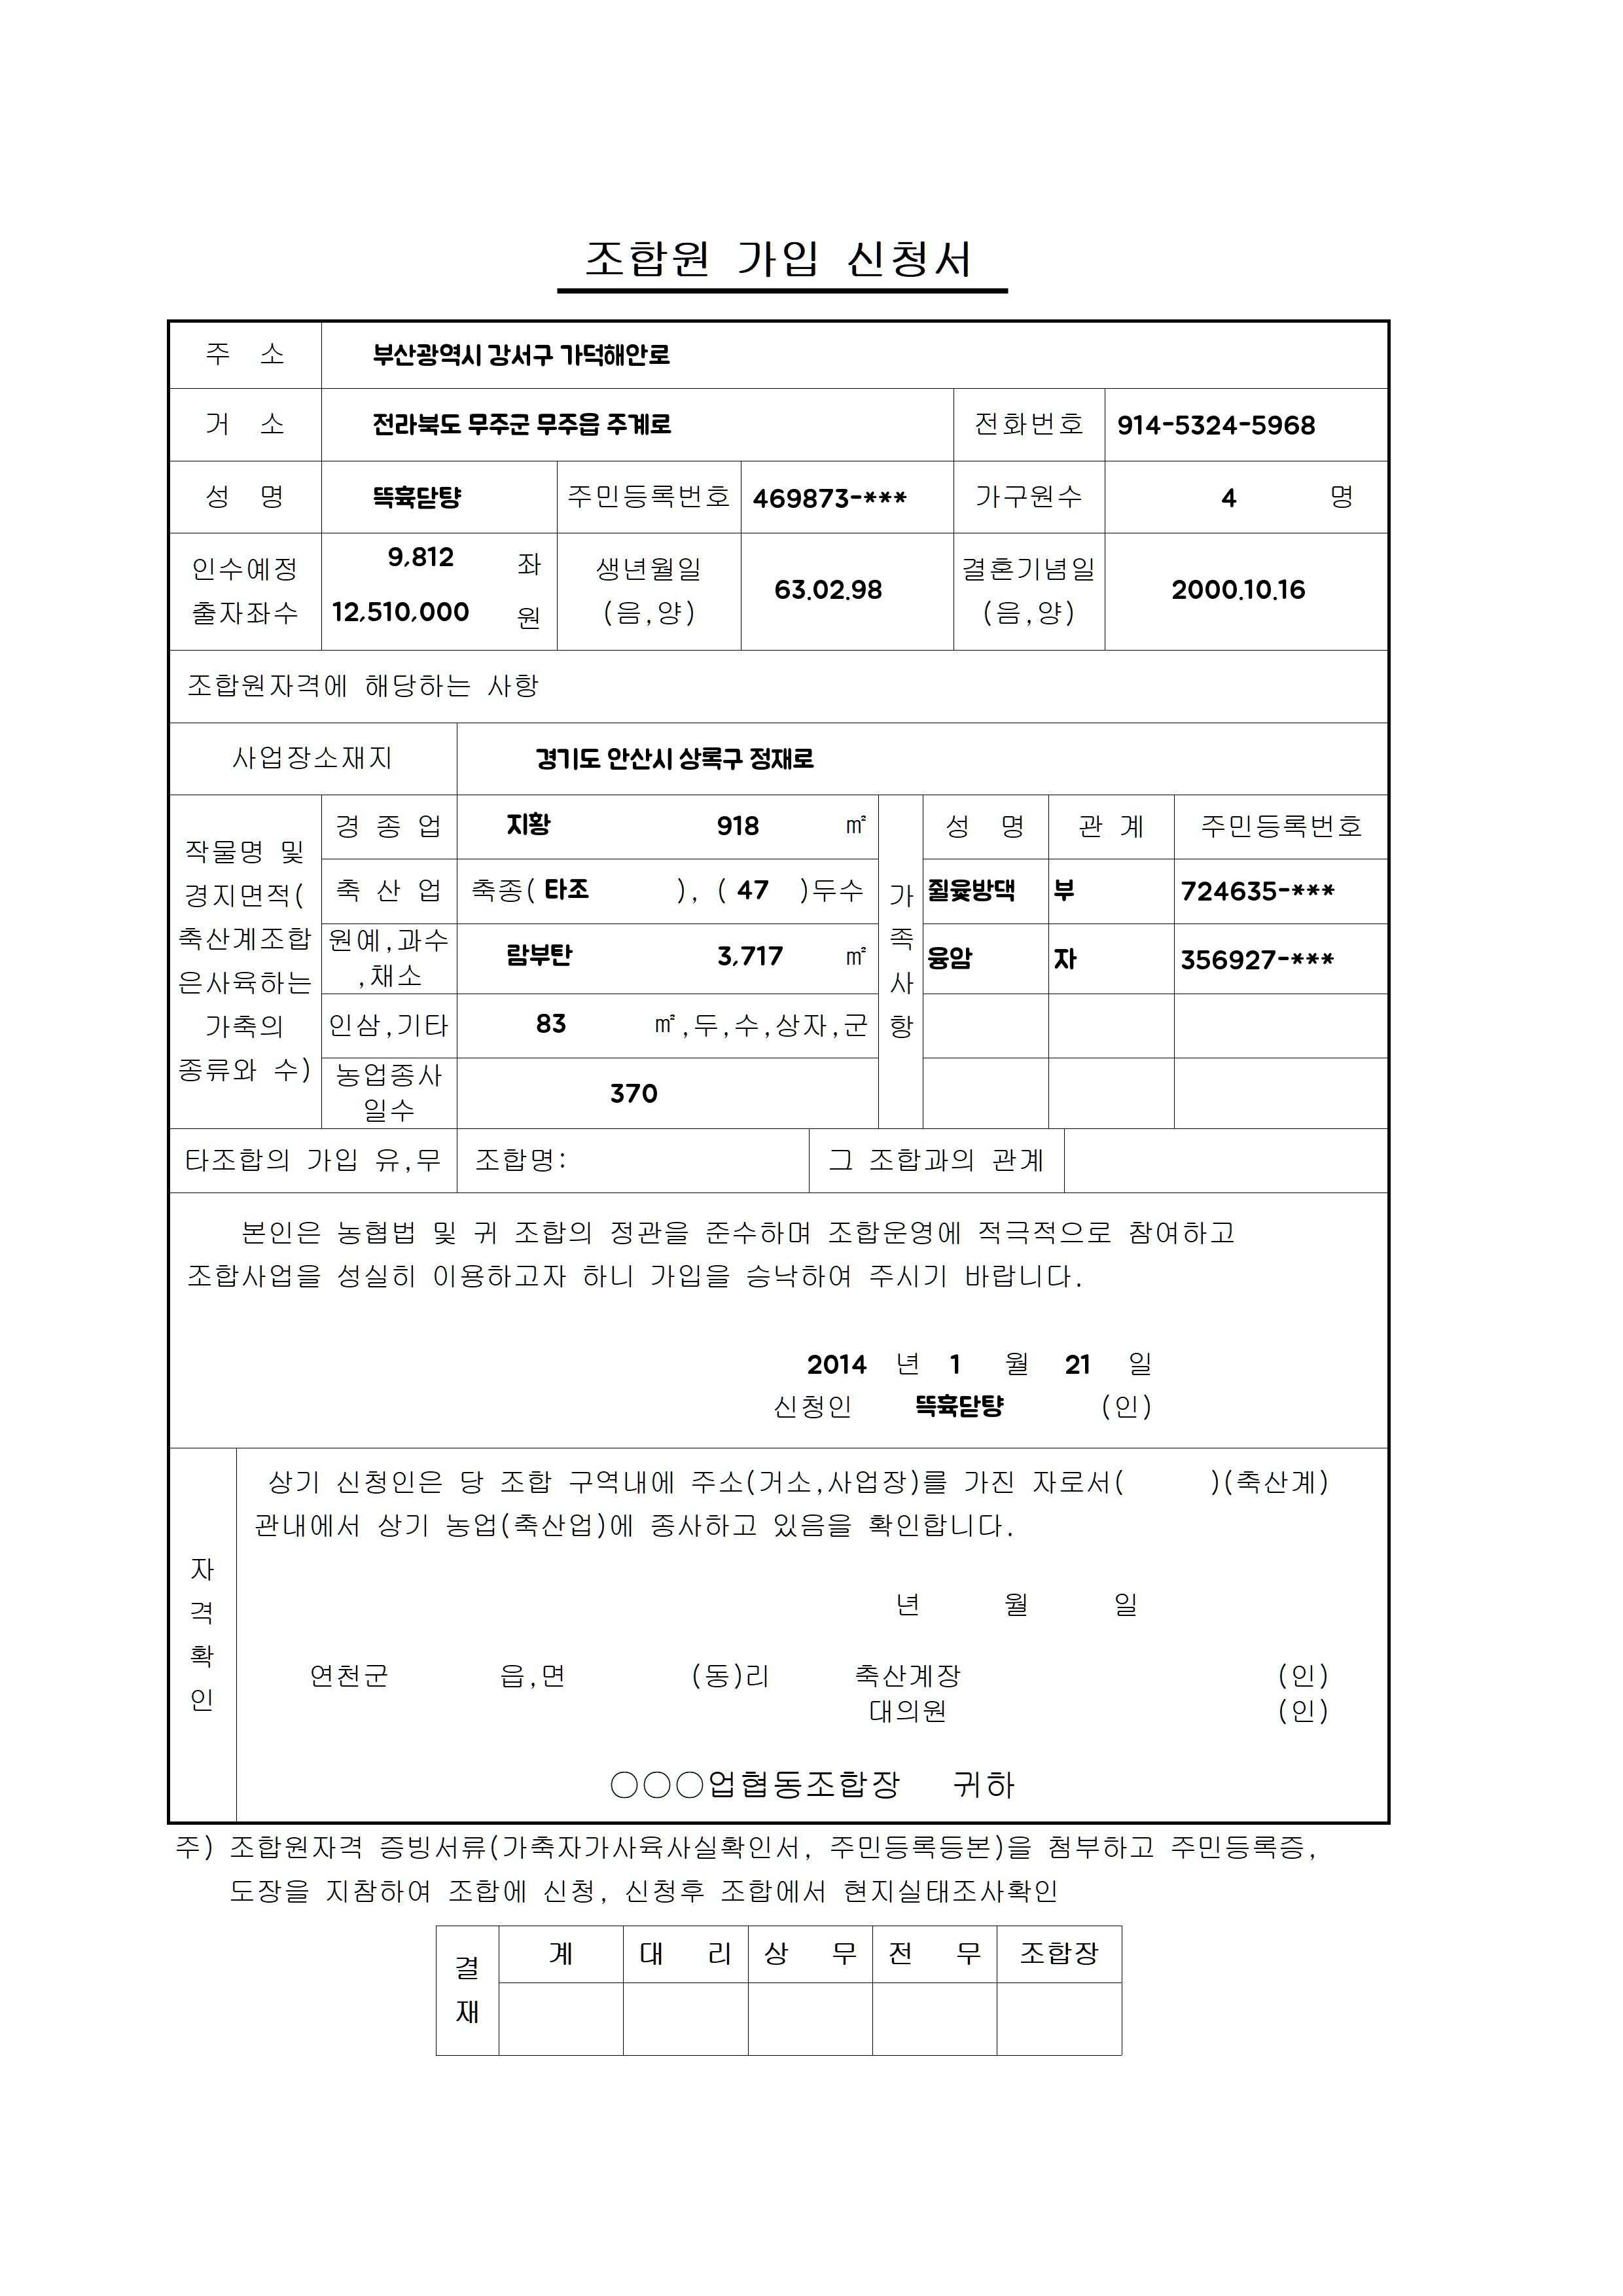 조합원 가입 신청서
주 소 부산광역시 강서구 가덕해안로
거 소 전라북도 무주군 무주읍 주계로 전화번호 914-5324-5968
성 명 뜩휵닫턍 주민등록번호 469873-*** 가구원수 4 명
인수예정 출자좌수 9,812 좌 12,510,000 원 생년월일 (음,양) 63.02.98 결혼기념일 (음,양) 2000.10.16
조합원자격에 해당하는 사항
사업장소재지 경기도 안산시 상록구 정재로
작물명 및
경지면적(
축산계조합
은사육하는
가축의
종류와 수)
경 종 업 지황 918 ㎡
축 산 업 축종( 타조 ), ( 47 )두수
원예,과수
,채소 람부탄 3,717 ㎡
인삼,기타 83 ㎡,두,수,상자,군
농업종사
일수 370
가족사항
성 명 관 계 주민등록번호
부 724635-***
융암 자 356927-***
타조합의 가입 유,무 조합명: 그 조합과의 관계
본인은 농협법 및 귀 조합의 정관을 준수하며 조합운영에 적극적으로 참여하고
조합사업을 성실히 이용하고자 하니 가입을 승낙하여 주시기 바랍니다.
2014 년 1 월 21 일
신청인 뜩휵닫턍 (인)
자격확인
상기 신청인은 당 조합 구역내에 주소(거소,사업장)를 가진 자로서( )(축산계)
관내에서 상기 농업(축산업)에 종사하고 있음을 확인합니다.
년 월 일
연천군 읍,면 (동)리 축산계장 (인)
대의원 (인)
○○○업협동조합장 귀하
주) 조합원자격 증빙서류(가축자가사육사실확인서, 주민등록등본)을 첨부하고 주민등록증,
도장을 지참하여 조합에 신청, 신청후 조합에서 현지실태조사확인
결재 계 대 리 상 무 전 무 조합장